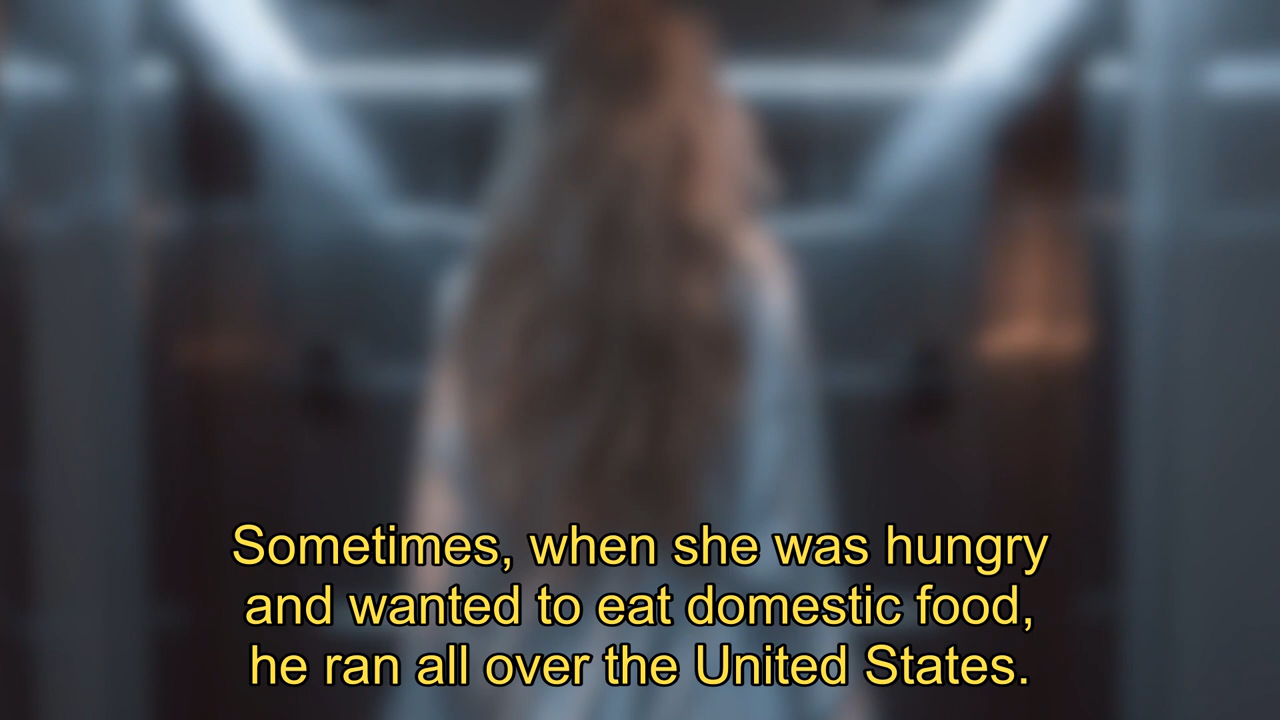 Sometimes, when she was hungry
and wanted to eat domestic food,
he ran all over the United States.